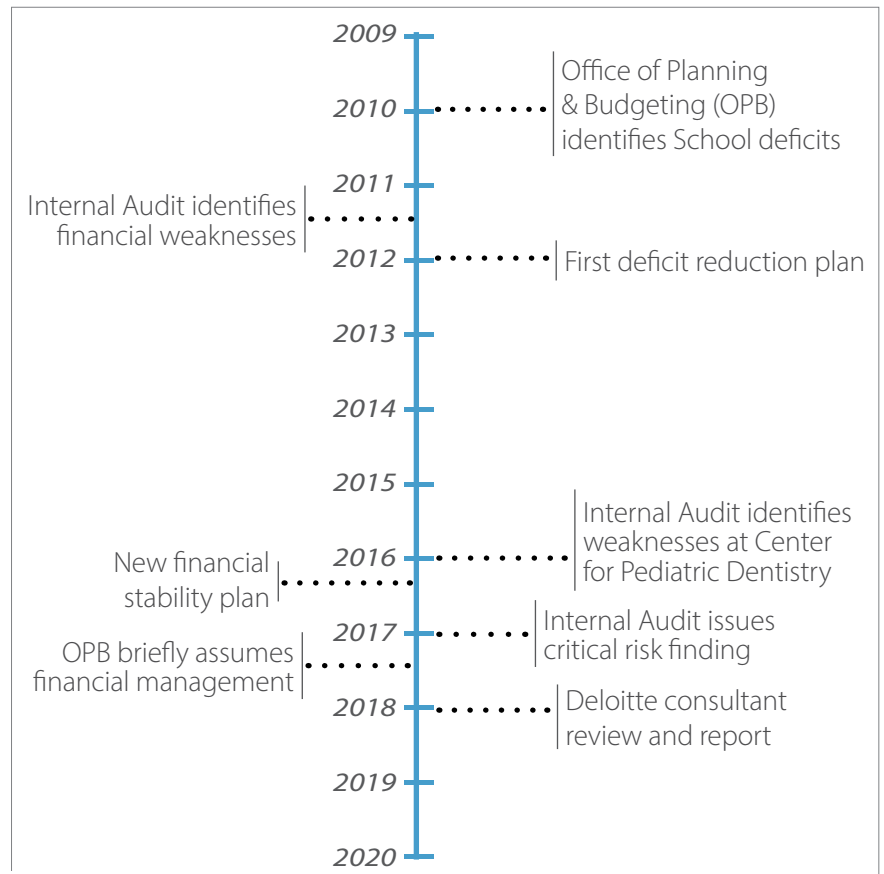 2009
Office of Planning
& Budgeting (OPB)
identifies School deficits
2010
2011
Internal Audit identifies
financial weaknesses
2012
First deficit reduction plan
2013
2014
2015
Internal Audit identifies
weaknesses at Center
for Pediatric Dentistry
2016
New financial
stability plan
2017
Internal Audit issues
critical risk finding
OPB briefly assumes
financial management
2018
Deloitte consultant
review and report
2019
2020